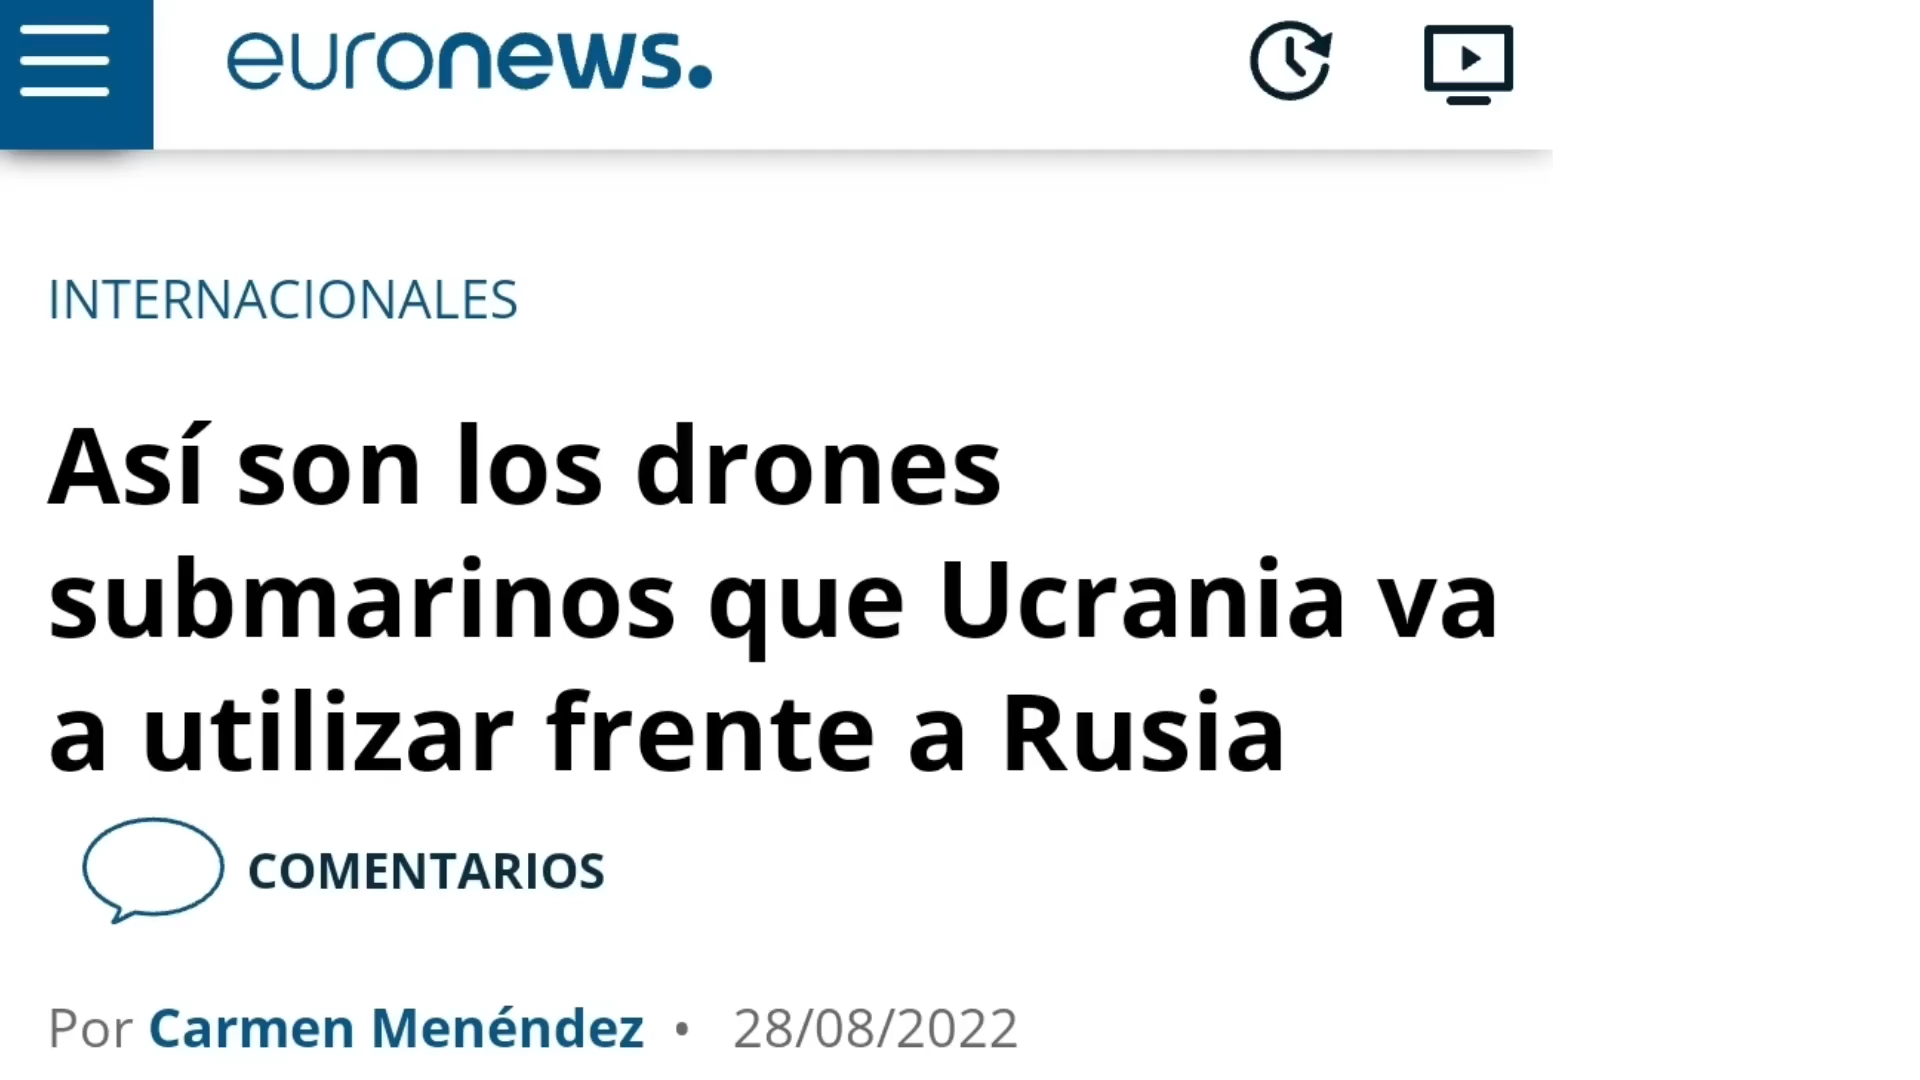 euronews.
INTERNACIONALES
Así son los drones
submarinos que Ucrania va
a utilizar frente a Rusia
COMENTARIOS
Por Carmen Menéndez • 28/08/2022